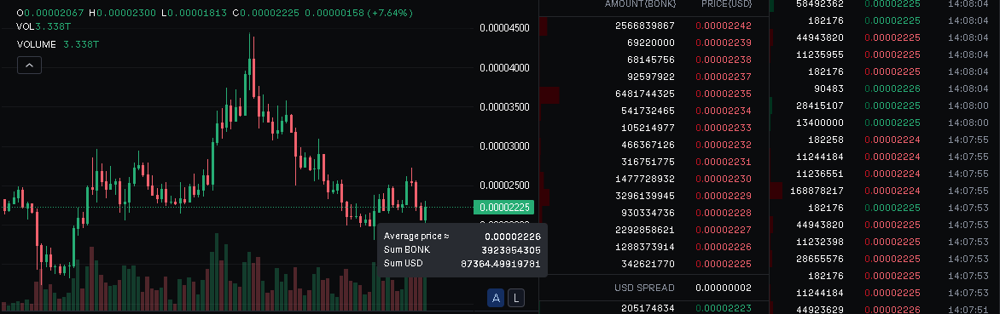 O0.00002067 H0.00002300 L0.00001813 C0.00002225 0.00000158 (+7.64%)
VOL3.338T
VOLUME 3.338T
0.00004500
0.00004000
0.00003500
0.00003000
0.00002500
0.00002225
Average price ≈ 0.00002226
Sum BONK 3923854305
Sum USD 87364.49919781
A L
AMOUNT(BONK) PRICE(USD)
2566839867 0.00002242
69220000 0.00002239
68145756 0.00002238
92597922 0.00002237
6481744325 0.00002235
541732465 0.00002234
105214977 0.00002233
466367126 0.00002232
316751775 0.00002231
1477728932 0.00002230
3296139945 0.00002229
930334736 0.00002228
2292858621 0.00002227
1288373914 0.00002226
342621770 0.00002225
USD SPREAD 0.00000002
205174834 0.00002223
58492362 0.00002225 14:08:04
182176 0.00002225 14:08:04
44943820 0.00002225 14:08:04
11235955 0.00002225 14:08:04
182176 0.00002225 14:08:04
90483 0.00002226 14:08:04
28415107 0.00002225 14:08:00
13400000 0.00002225 14:08:00
182258 0.00002224 14:07:55
11244184 0.00002224 14:07:55
11236551 0.00002224 14:07:55
168878217 0.00002224 14:07:55
182176 0.00002225 14:07:55
44943820 0.00002225 14:07:53
11232398 0.00002225 14:07:53
28655576 0.00002225 14:07:53
182176 0.00002225 14:07:53
11244184 0.00002225 14:07:53
44923629 0.00002226 14:07:51